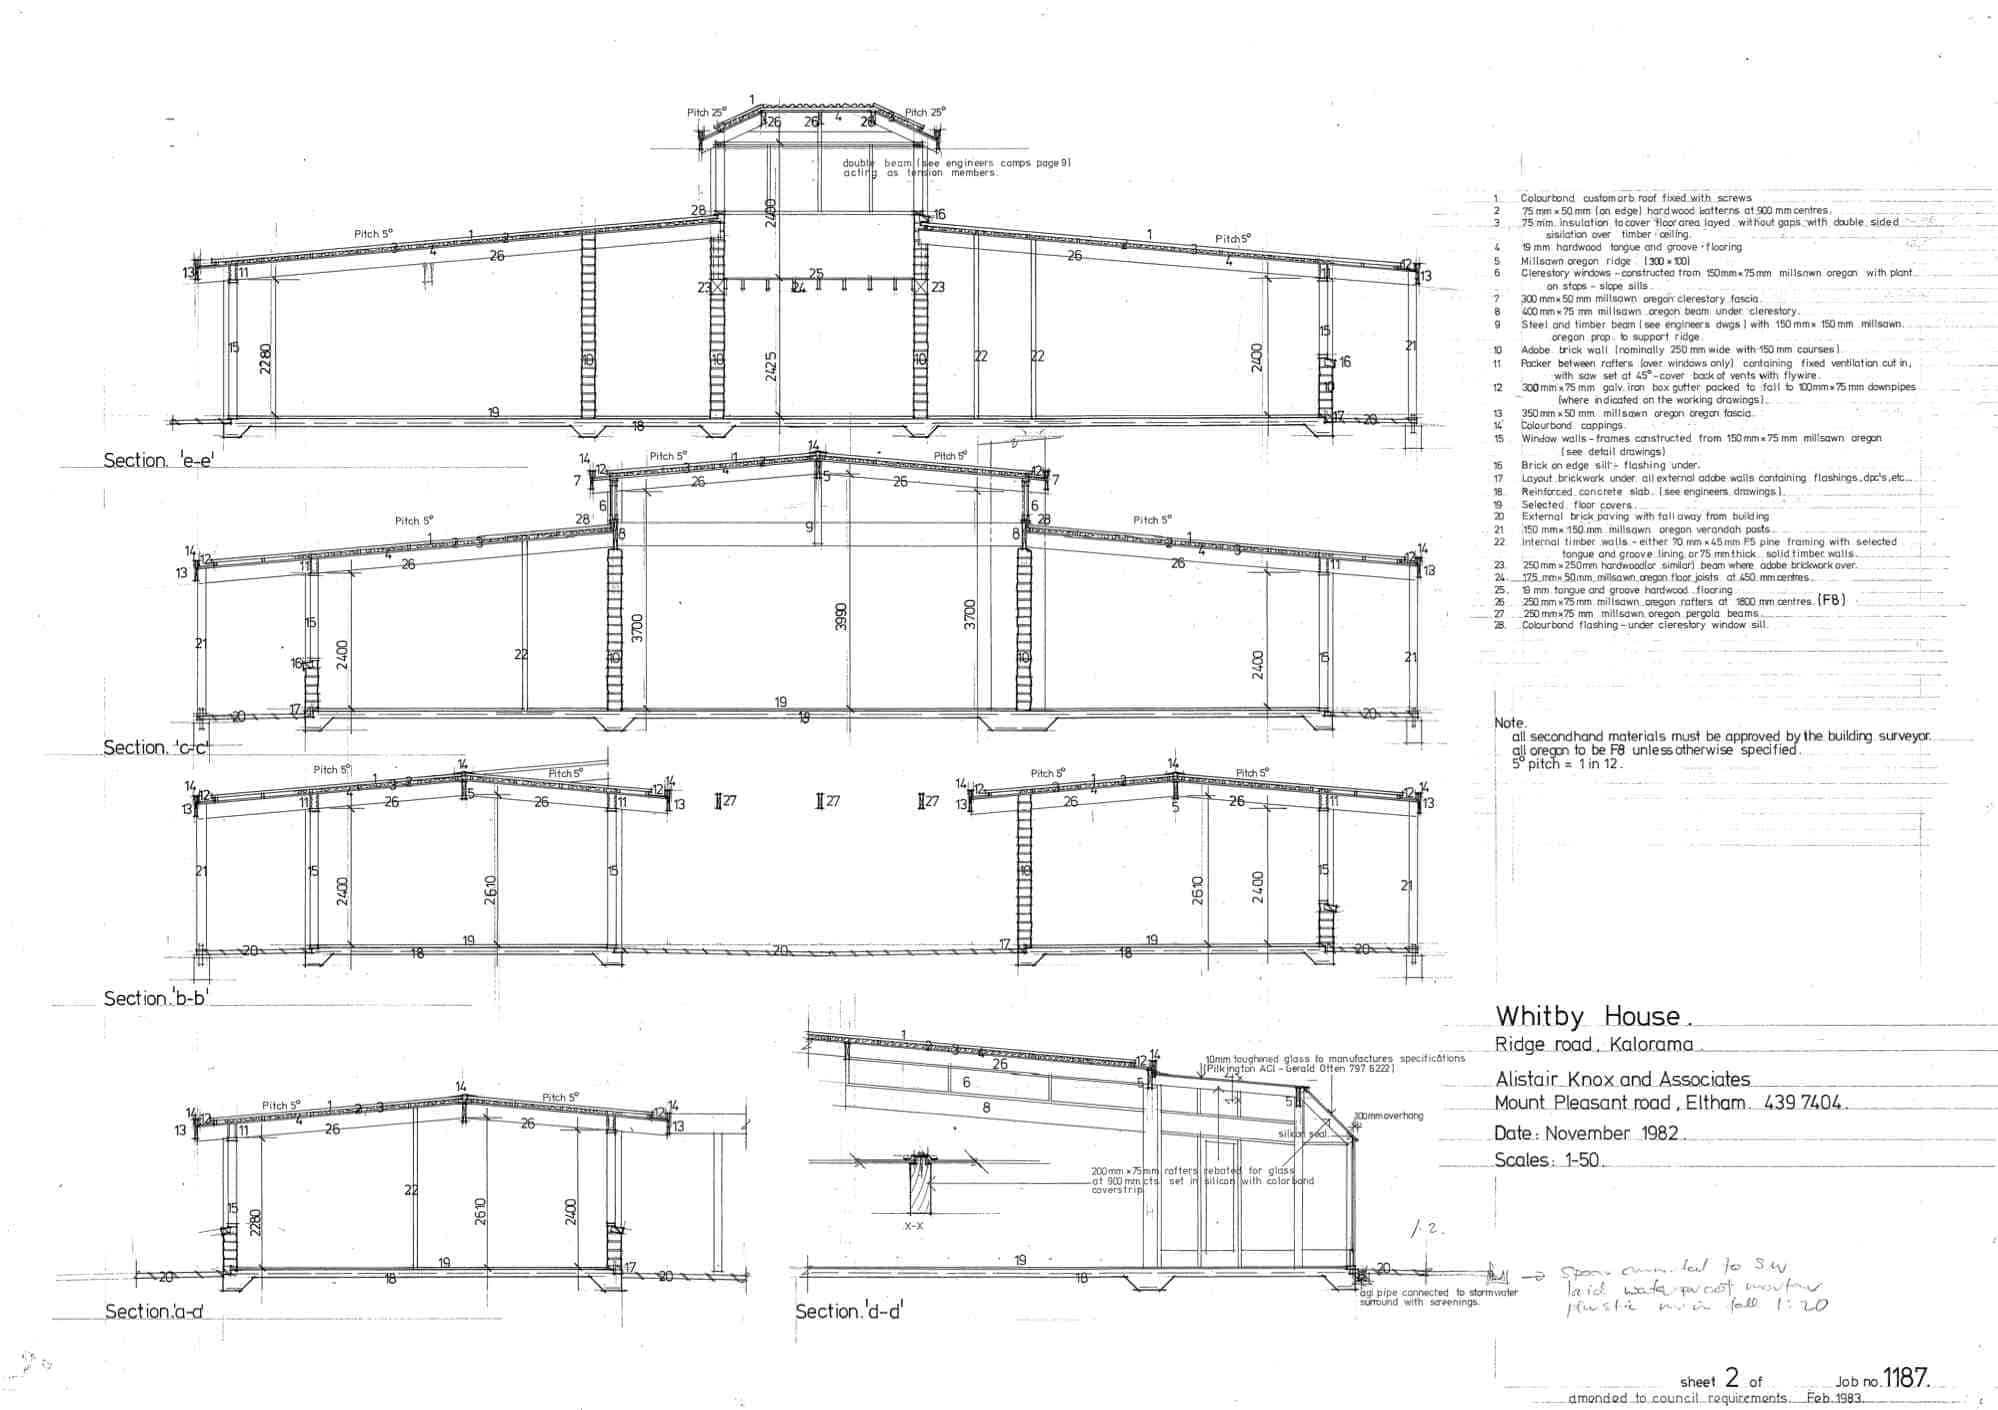 Pitch 25° 1 26 26 4 26 Pitch 25°
double beam (see engineers comps page 9)
acting as tension members.
28 2400 16
Pitch 5° 3 1 4 2 26 1 Pitch 5° 26 4
13 11 25 11 13
23 24 23
15 2280 10 10 2425 10 22 22 2400 15 16 21
10
19 18 17 20
Section. 'e-e'
14 12 Pitch 5° 3 1 4 2 14 Pitch 5° 12
7 26 5 26 7
6 9 6
28 8 8 28
14 12 Pitch 5° 1 2 3 26 Pitch 5° 1 2 3 4 26 12 14
13 11 11 13
21 15 16 2400 22 10 3700 3990 3700 10 2400 15 21
20 17 19 18 20
Section. 'c-c'
14 12 Pitch 5° 1 3 2 4 14 Pitch 5° 12 14
13 11 26 5 26 11 13 27 27 27
14 12 Pitch 5° 3 1 4 2 14 Pitch 5° 12 14
13 26 5 26 11 13
21 15 2400 2610 15 10 2610 2400 15 21
20 18 19 20 17 18 19 20
Section.'b-b'
14 12 Pitch 5° 4 1 2 3 14 Pitch 5° 12 14
13 11 26 26 13
15 2280 22 2610 2400
20 18 19 17 20
Section.'a-a'
1 2 3 4 26 12 14
10mm toughened glass to manufactures specifications
(Pilkington ACI - Gerald Otten 797 6222)
6 8 5 5
300mm overhang
silicon seal
200mm x 75mm rafters rebated for glass
at 900mm cts. set in silicon with colorbond
coverstrip.
x-x
19 18 20
agi pipe connected to stormwater
surround with screenings.
Section.'d-d'
1 Colourbond customorb roof fixed with screws
2 75 mm x 50 mm (on edge) hardwood batterns at 900 mm centres.
3 75 mm insulation to cover floor area layed without gaps with double sided
sisilation over timber ceiling.
4 19 mm hardwood tongue and groove flooring
5 Millsawn oregon ridge (300 x 100)
6 Clerestory windows - constructed from 150mm x 75mm millsawn oregon with plant
on stops - slope sills
7 300 mm x 50 mm millsawn oregon clerestory fascia.
8 400 mm x 75 mm millsawn oregon beam under clerestory.
9 Steel and timber beam (see engineers dwgs) with 150 mm x 150 mm millsawn
oregon prop to support ridge.
10 Adobe brick wall (nominally 250 mm wide with 150 mm courses).
11 Packer between rafters (over windows only) containing fixed ventilation cut in,
with saw set at 45° - cover back of vents with flywire.
12 300 mm x 75 mm galv. iron box gutter packed to fall to 100mm x 75 mm downpipes
(where indicated on the working drawings).
13 350 mm x 50 mm millsawn oregon oregon fascia.
14 Colourbond cappings.
15 Window walls - frames constructed from 150 mm x 75 mm millsawn oregon
(see detail drawings)
16 Brick on edge sill - flashing under.
17 Layout brickwork under all external adobe walls containing flashings, dpc's, etc.
18. Reinforced concrete slab. (see engineers drawings)
19 Selected floor covers.
20 External brick paving with fall away from building
21 150 mm x 150 mm millsawn oregon verandah posts.
22 Internal timber walls - either 90 mm x 45 mm F5 pine framing with selected
tongue and groove lining or 75 mm thick solid timber walls.
23. 250 mm x 250 mm hardwood (or similar) beam where adobe brickwork over.
24. 175 mm x 50 mm millsawn oregon floor joists at 450 mm centres.
25. 19 mm tongue and groove hardwood flooring
26 250 mm x 75 mm millsawn oregon rafters at 1800 mm centres. (F8)
27 250 mm x 75 mm millsawn oregon pergola beams
28. Colourbond flashing - under clerestory window sill.
Note.
all secondhand materials must be approved by the building surveyor.
all oregon to be F8 unless otherwise specified.
5° pitch = 1 in 12.
Whitby House.
Ridge road, Kalorama
Alistair Knox and Associates
Mount Pleasant road, Eltham. 439 7404.
Date: November 1982.
Scales: 1-50.
1·2.
to SW
laid waterproof mortar
fall 1:20
sheet 2 of Job no. 1187.
amended to council requirements. Feb. 1983.